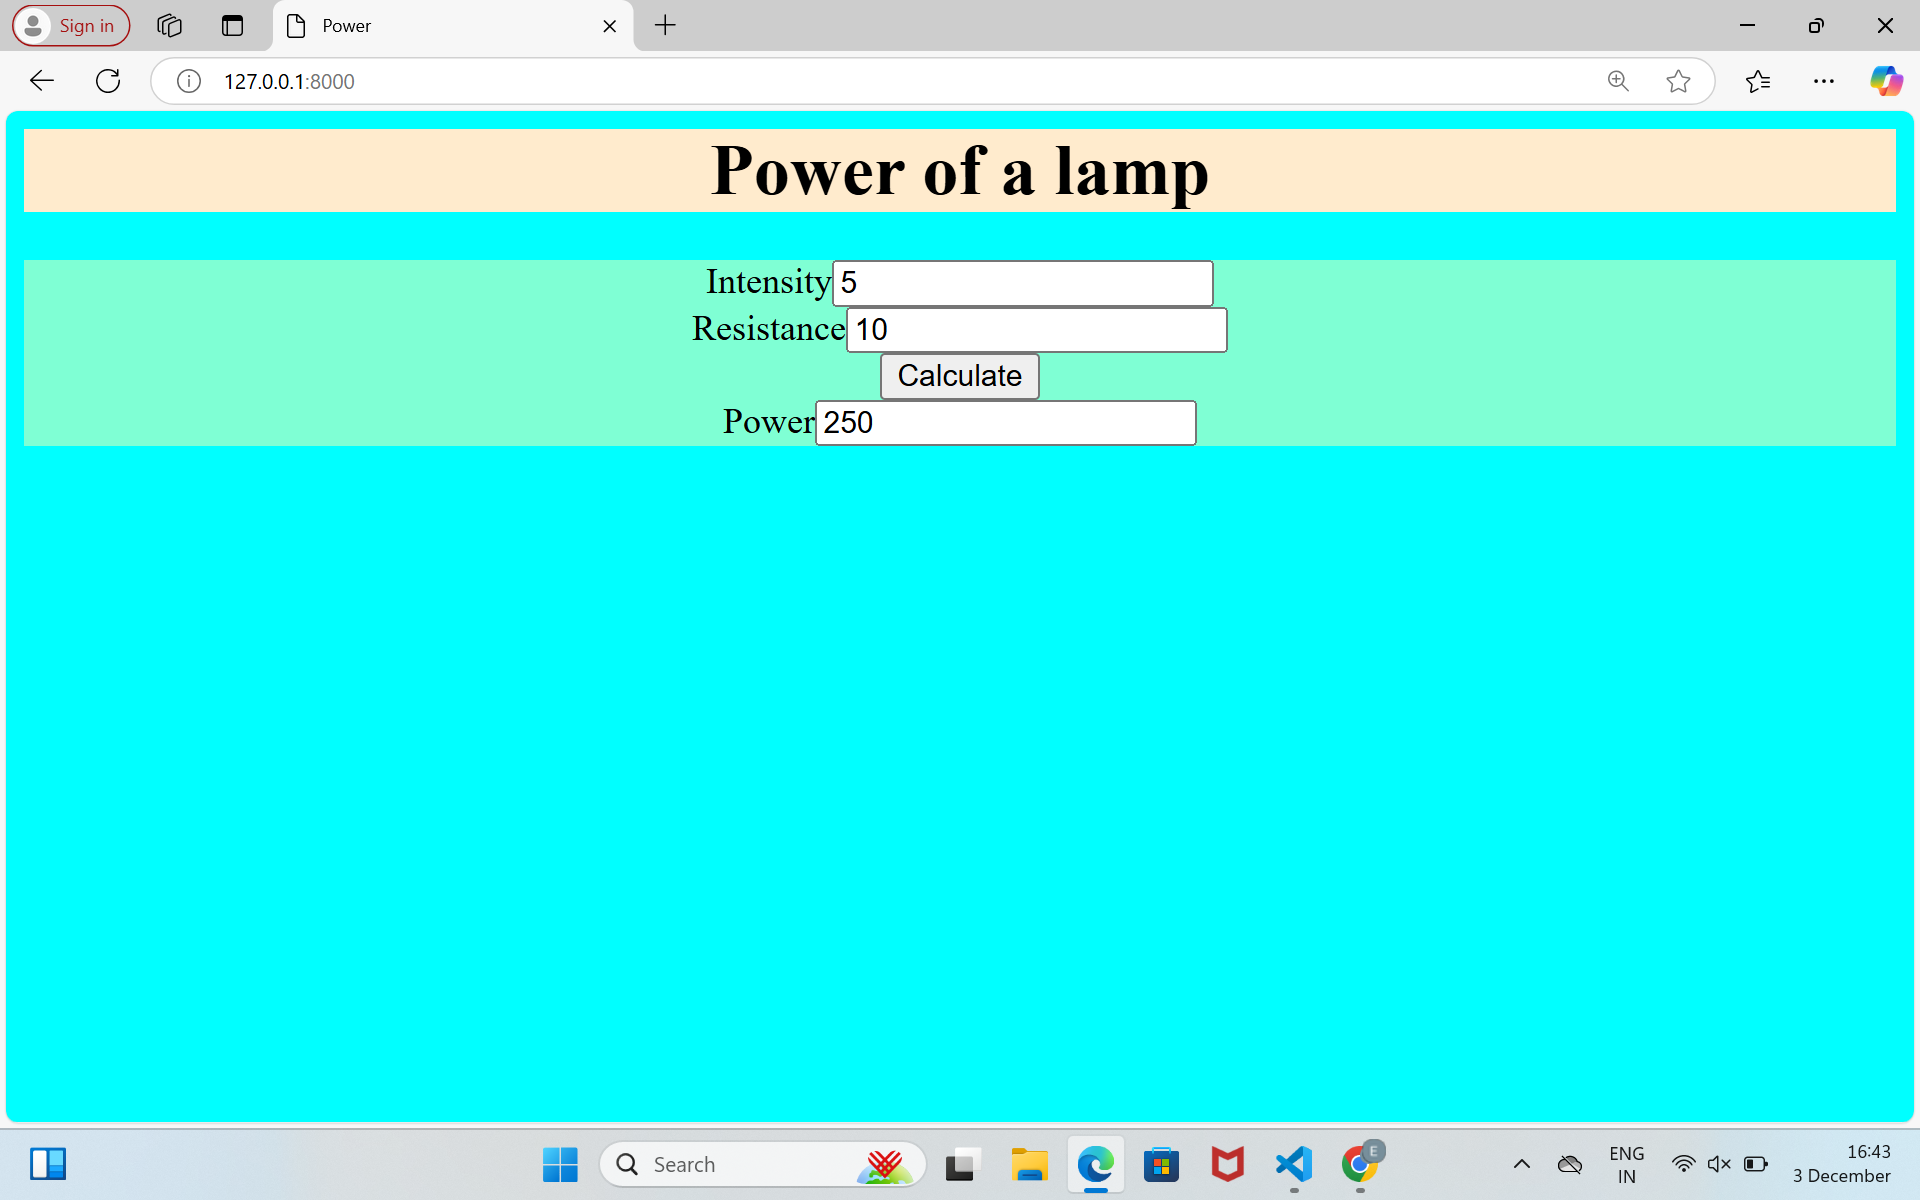 Sign in
Power
127.0.0.1:8000
Power of a lamp
Intensity 5
Resistance 10
Calculate
Power 250
Search
E
ENG
IN
16:43
3 December